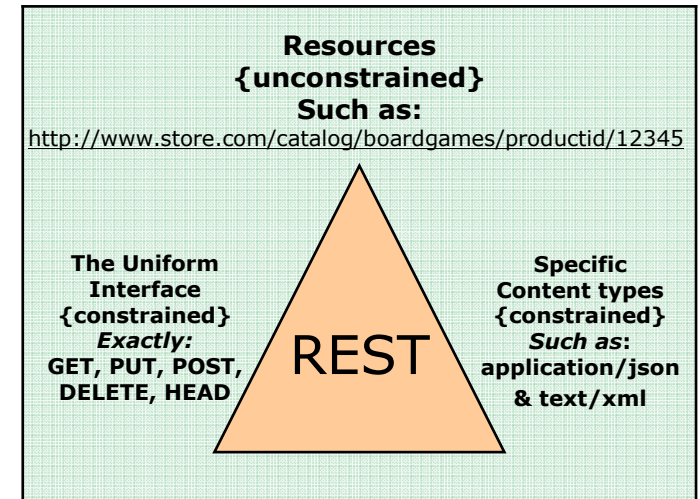 Resources
{unconstrained}
Such as:
http://www.store.com/catalog/boardgames/productid/12345
The Uniform
Interface
{constrained}
Exactly:
GET, PUT, POST,
DELETE, HEAD
REST
Specific
Content types
{constrained}
Such as:
application/json
& text/xml